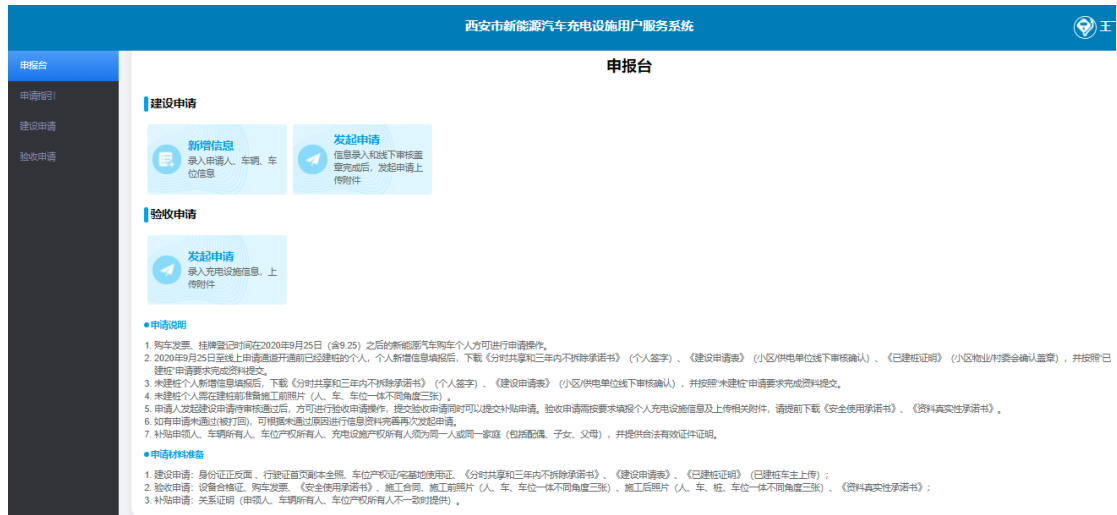 西安市新能源汽车充电设施用户服务系统
王
申报台
申请指引
建设申请
验收申请
申报台
建设申请
新增信息
录入申请人、车辆、车
位信息
发起申请
信息录入和线下审核盖
章完成后，发起申请上
传附件
验收申请
发起申请
录入充电设施信息，上
传附件
申请说明
1. 购车发票、挂牌登记时间在2020年9月25日（含9.25）之后的新能源汽车购车个人方可进行申请操作。
2. 2020年9月25日至线上申请通道开通前已经建桩的个人，个人新增信息填报后，下载《分时共享和三年内不拆除承诺书》（个人签字）、《建设申请表》（小区/供电单位线下审核确认）、《已建桩证明》（小区物业/村委会确认盖章），并按照“已
建桩”申请要求完成资料提交。
3. 未建桩个人新增信息填报后，下载《分时共享和三年内不拆除承诺书》（个人签字）、《建设申请表》（小区/供电单位线下审核确认），并按照“未建桩”申请要求完成资料提交。
4. 未建桩个人需在建桩前准备施工前照片（人、车、车位一体不同角度三张）。
5. 申请人发起建设申请待审核通过后，方可进行验收申请操作，提交验收申请同时可以提交补贴申请。验收申请需按要求填报个人充电设施信息及上传相关附件，请提前下载《安全使用承诺书》、《资料真实性承诺书》。
6. 如有申请未通过(被打回)，可根据未通过原因进行信息资料完善再次发起申请。
7. 补贴申领人、车辆所有人、车位产权所有人、充电设施产权所有人须为同一人或同一家庭（包括配偶、子女、父母），并提供合法有效证件证明。
申请材料准备
1. 建设申请：身份证正反面、行驶证首页副本全照、车位产权证/宅基地使用证、《分时共享和三年内不拆除承诺书》、《建设申请表》、《已建桩证明》（已建桩车主上传）；
2. 验收申请：设备合格证、购车发票、《安全使用承诺书》、施工合同、施工前照片（人、车、车位一体不同角度三张）、施工后照片（人、车、桩、车位一体不同角度三张）、《资料真实性承诺书》；
3. 补贴申请：关系证明（申领人、车辆所有人、车位产权所有人不一致时提供）。